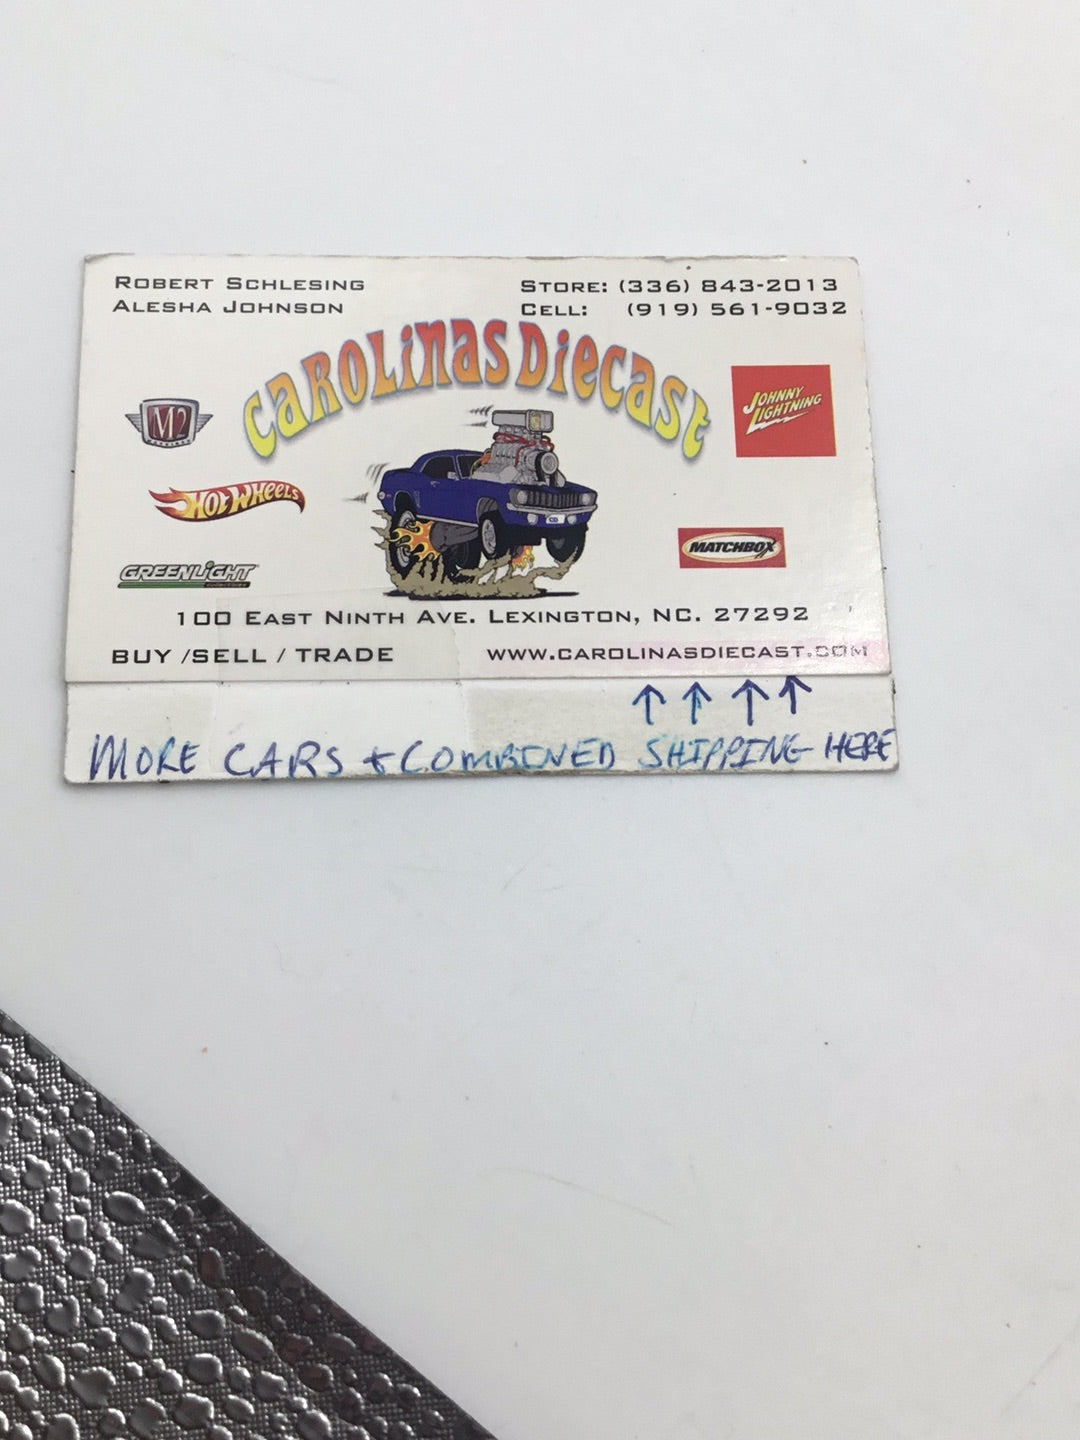 ROBERT SCHLESING
ALESHA JOHNSON
STORE: (336) 843-2013
CELL: (919) 561-9032
CAROLINAS DIECAST
M2
JOHNNY LIGHTNING
HOT WHEELS
MATCHBOX
GREENLIGHT
CD
100 EAST NINTH AVE. LEXINGTON, NC. 27292
BUY /SELL / TRADE
WWW.CAROLINASDIECAST.COM
↑ ↑ ↑ ↑
MORE CARS + COMBINED SHIPPING HERE